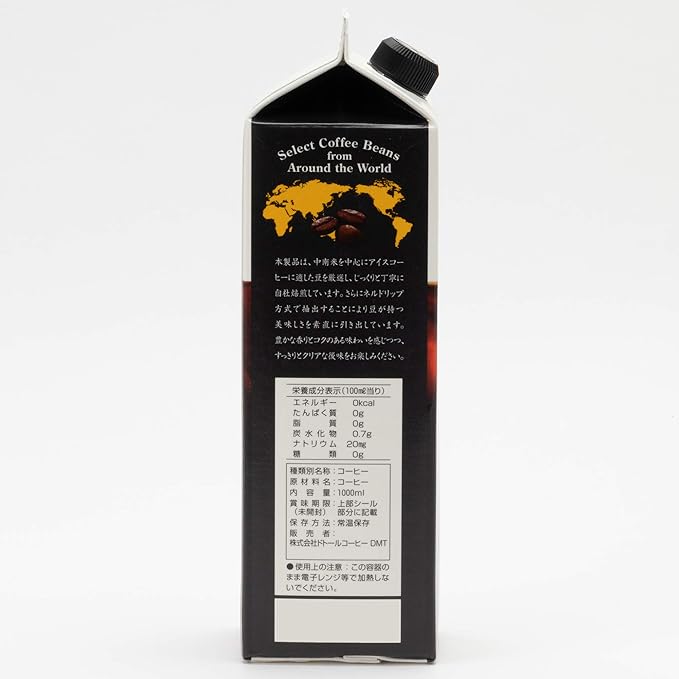 Select Coffee Beans
from
Around the World
本製品は、中南米を中心にアイスコー
ヒーに適した豆を厳選し、じっくりと丁寧に
自社焙煎しています。さらにネルドリップ
方式で抽出することにより豆が持つ
美味しさを素直に引き出しています。
豊かな香りとコクのある味わいを感じつつ、
すっきりとクリアな後味をお楽しみください。
栄養成分表示(100㎖当り)
エネルギー 0kcal
たんぱく質 0g
脂質 0g
炭水化物 0.7g
ナトリウム 20mg
糖類 0g
種類別名称:コーヒー
原材料名:コーヒー
内容量:1000ml
賞味期限:上部シール
(未開封) 部分に記載
保存方法:常温保存
販売者:
株式会社ドトールコーヒー DMT
●使用上の注意:この容器の
まま電子レンジ等で加熱しな
いでください。